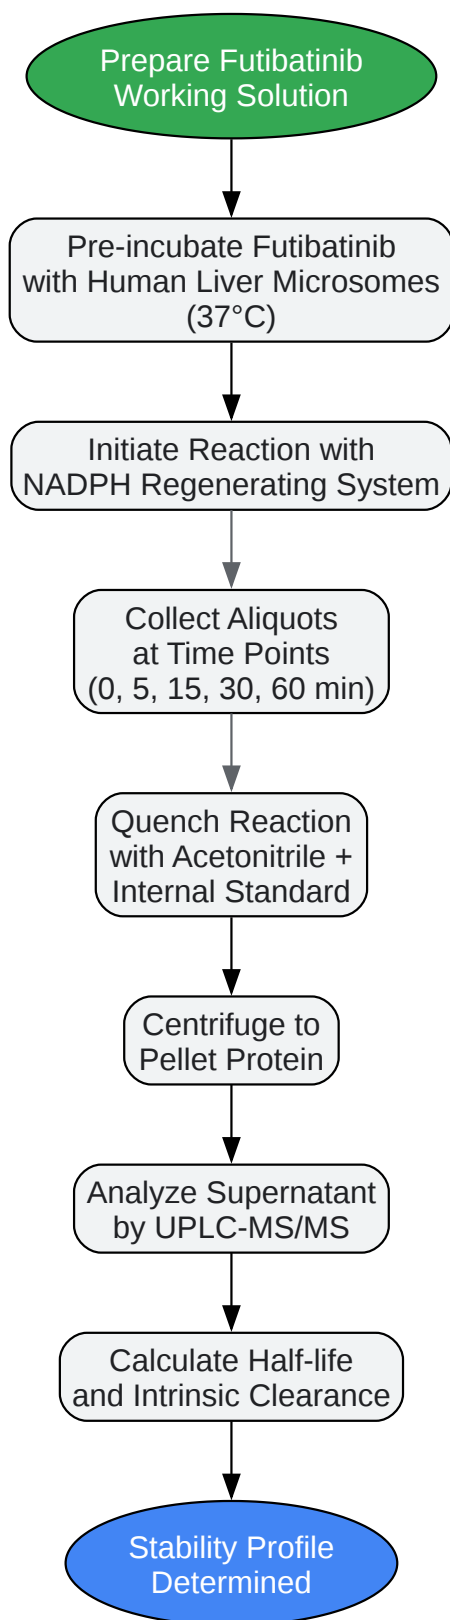 Prepare Futibatinib
Working Solution
Pre-incubate Futibatinib
with Human Liver Microsomes
(37°C)
Initiate Reaction with
NADPH Regenerating System
Collect Aliquots
at Time Points
(0, 5, 15, 30, 60 min)
Quench Reaction
with Acetonitrile +
Internal Standard
Centrifuge to
Pellet Protein
Analyze Supernatant
by UPLC-MS/MS
Calculate Half-life
and Intrinsic Clearance
Stability Profile
Determined